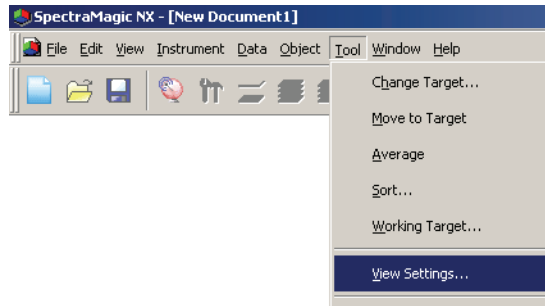 SpectraMagic NX - [New Document1]
File Edit View Instrument Data Object Tool Window Help
Change Target...
Move to Target
Average
Sort...
Working Target...
View Settings...